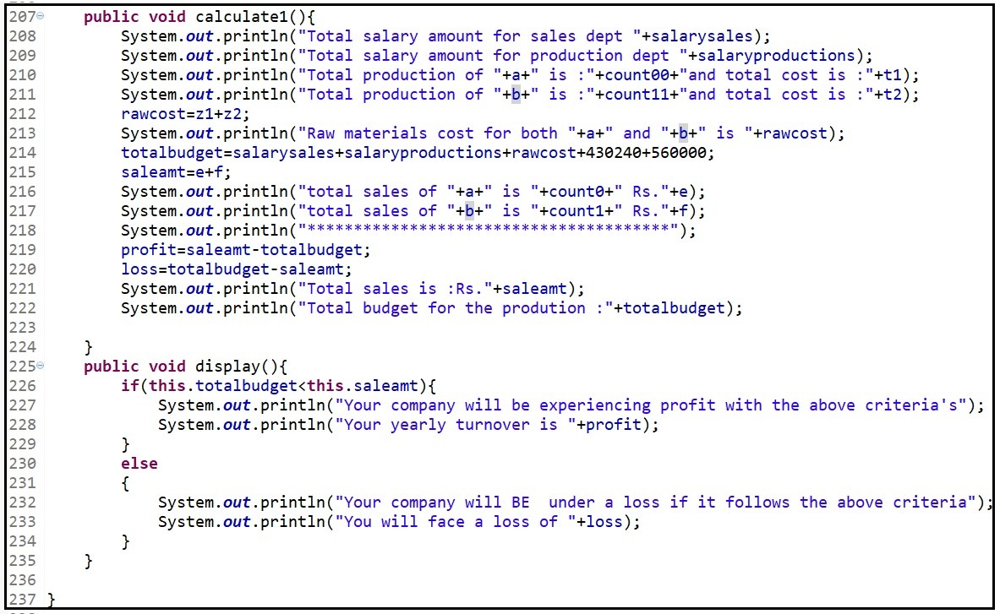 207 public void calculate1(){
208 System.out.println("Total salary amount for sales dept "+salarysales);
209 System.out.println("Total salary amount for production dept "+salaryproductions);
210 System.out.println("Total production of "+a+" is :"+count00+"and total cost is :"+t1);
211 System.out.println("Total production of "+b+" is :"+count11+"and total cost is :"+t2);
212 rawcost=z1+z2;
213 System.out.println("Raw materials cost for both "+a+" and "+b+" is "+rawcost);
214 totalbudget=salarysales+salaryproductions+rawcost+430240+560000;
215 saleamt=e+f;
216 System.out.println("total sales of "+a+" is "+count0+" Rs."+e);
217 System.out.println("total sales of "+b+" is "+count1+" Rs."+f);
218 System.out.println("***************************************");
219 profit=saleamt-totalbudget;
220 loss=totalbudget-saleamt;
221 System.out.println("Total sales is :Rs."+saleamt);
222 System.out.println("Total budget for the prodution :"+totalbudget);
223
224 }
225 public void display(){
226 if(this.totalbudget<this.saleamt){
227 System.out.println("Your company will be experiencing profit with the above criteria's");
228 System.out.println("Your yearly turnover is "+profit);
229 }
230 else
231 {
232 System.out.println("Your company will BE  under a loss if it follows the above criteria");
233 System.out.println("You will face a loss of "+loss);
234 }
235 }
236
237 }